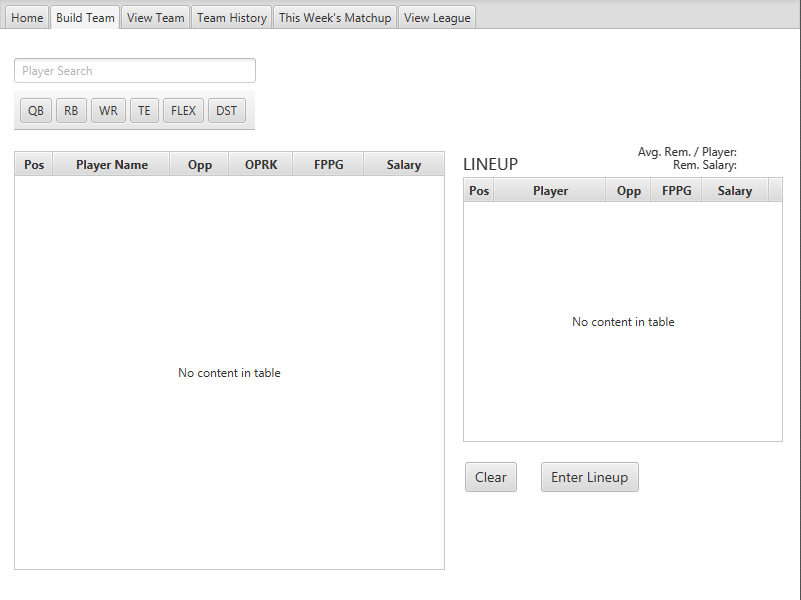 Home Build Team View Team Team History This Week's Matchup View League
Player Search
QB RB WR TE FLEX DST
Pos Player Name Opp OPRK FPPG Salary
No content in table
LINEUP
Avg. Rem. / Player:
Rem. Salary:
Pos Player Opp FPPG Salary
No content in table
Clear Enter Lineup